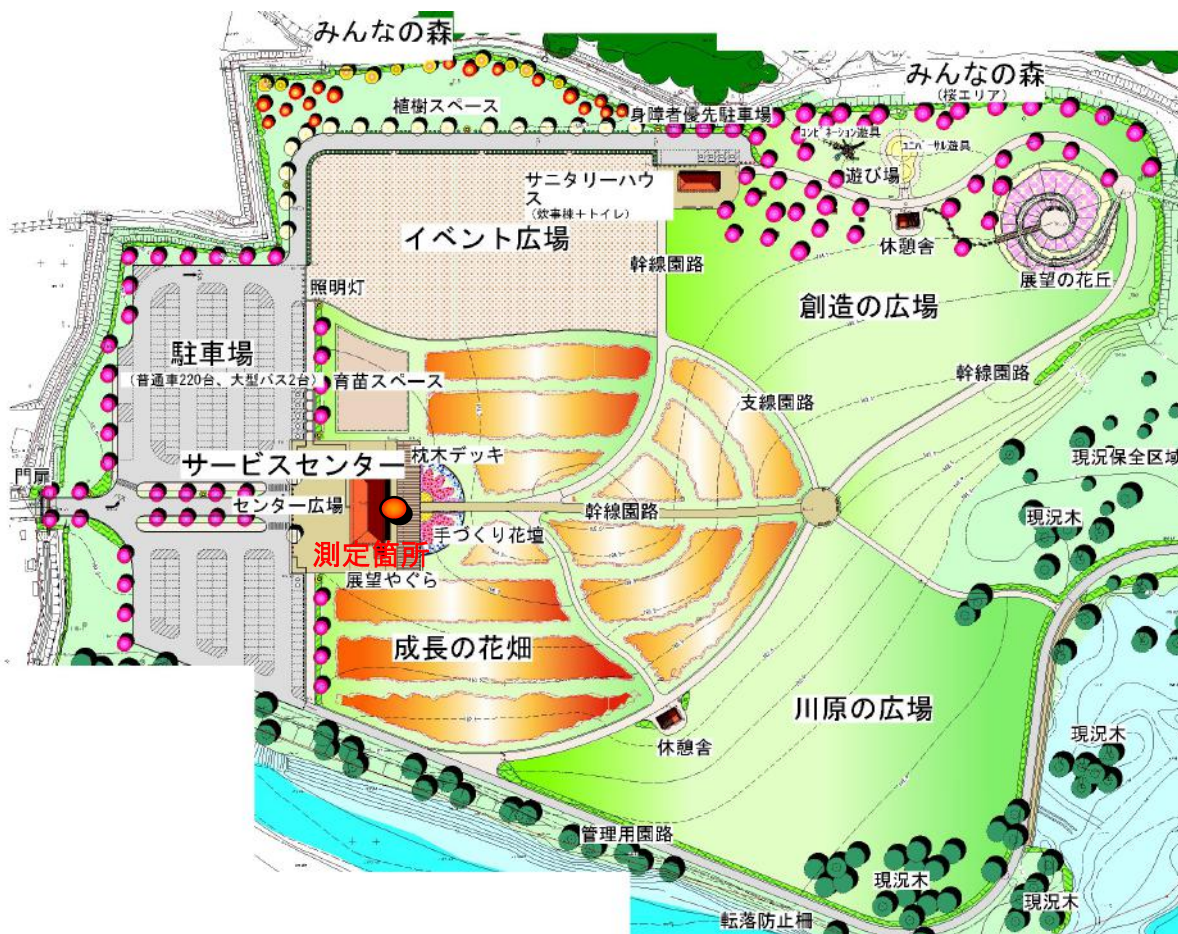 みんなの森
みんなの森
(桜エリア)
植樹スペース
身障者優先駐車場
コンビネーション遊具
ユニバーサル遊具
遊び場
サニタリーハウ
ス
(炊事棟+トイレ)
イベント広場
休憩舎
幹線園路
展望の花丘
照明灯
創造の広場
駐車場
(普通車220台、大型バス2台)
育苗スペース
支線園路
幹線園路
枕木デッキ
サービスセンター
現況保全区域
門扉
センター広場
幹線園路
現況木
手づくり花壇
測定箇所
展望やぐら
成長の花畑
川原の広場
休憩舎
現況木
管理用園路
現況木
現況木
転落防止柵